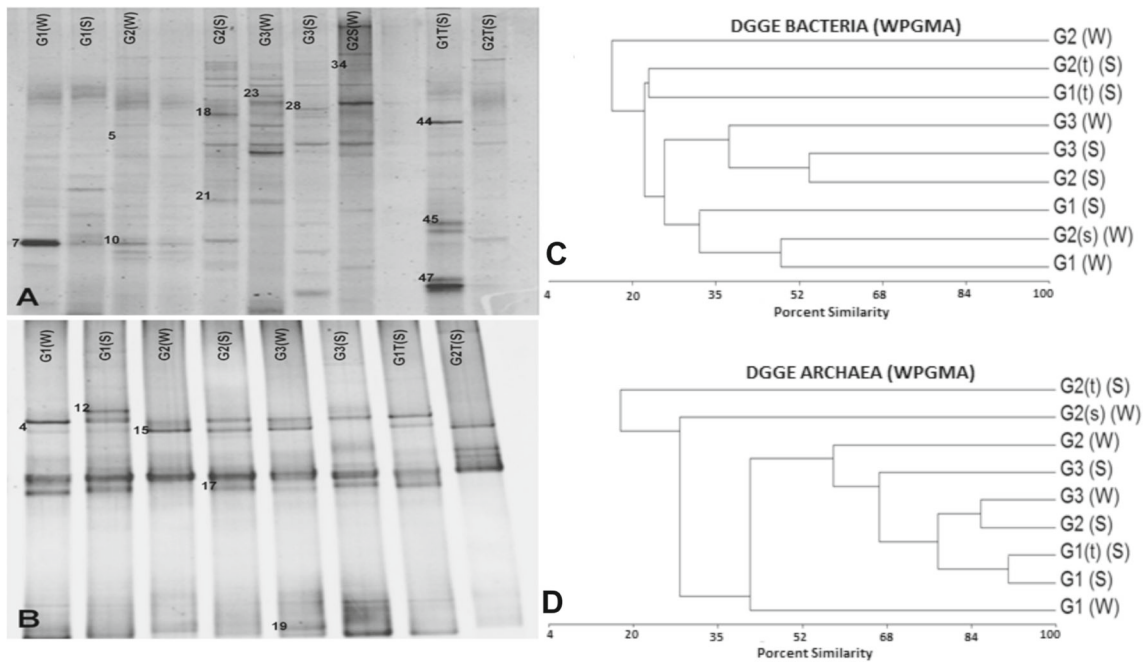 G1(W) G1(S) G2(W) G2(S) G3(W) G3(S) G2S(W) G1T(S) G2T(S)
34
23
28
18
44
5
21
45
7
10
47
A
G1(W) G1(S) G2(W) G2(S) G3(W) G3(S) G1T(S) G2T(S)
12
4
15
17
19
B
DGGE BACTERIA (WPGMA)
G2 (W)
G2(t) (S)
G1(t) (S)
G3 (W)
G3 (S)
G2 (S)
G1 (S)
G2(s) (W)
G1 (W)
C
4 20 35 52 68 84 100
Porcent Similarity
DGGE ARCHAEA (WPGMA)
G2(t) (S)
G2(s) (W)
G2 (W)
G3 (S)
G3 (W)
G2 (S)
G1(t) (S)
G1 (S)
G1 (W)
D
4 20 35 52 68 84 100
Porcent Similarity